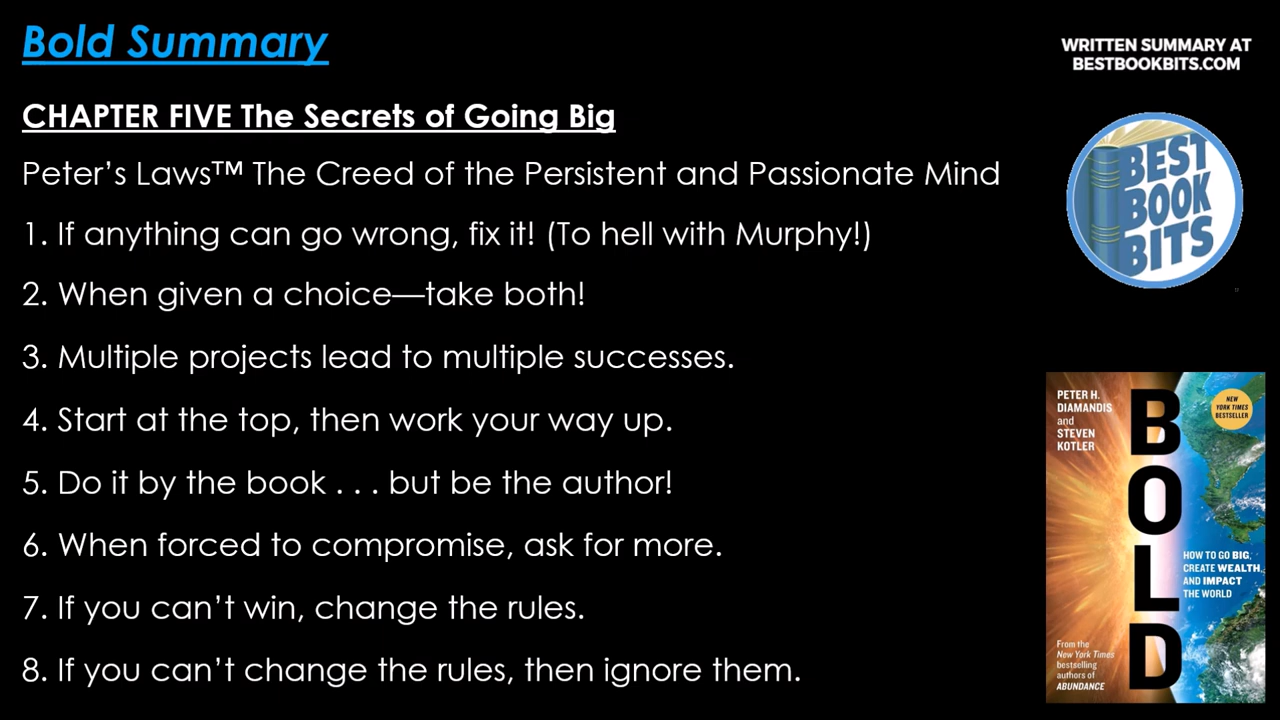 Bold Summary
WRITTEN SUMMARY AT
BESTBOOKBITS.COM
CHAPTER FIVE The Secrets of Going Big
Peter’s Laws™ The Creed of the Persistent and Passionate Mind
1. If anything can go wrong, fix it! (To hell with Murphy!)
2. When given a choice—take both!
3. Multiple projects lead to multiple successes.
4. Start at the top, then work your way up.
5. Do it by the book . . . but be the author!
6. When forced to compromise, ask for more.
7. If you can’t win, change the rules.
8. If you can’t change the rules, then ignore them.
BEST
BOOK
BITS
PETER H.
DIAMANDIS
and
STEVEN
KOTLER
BOLD
NEW
YORK TIMES
BESTSELLER
HOW TO GO BIG,
CREATE WEALTH,
AND IMPACT
THE WORLD
From the
New York Times
bestselling
authors of
ABUNDANCE